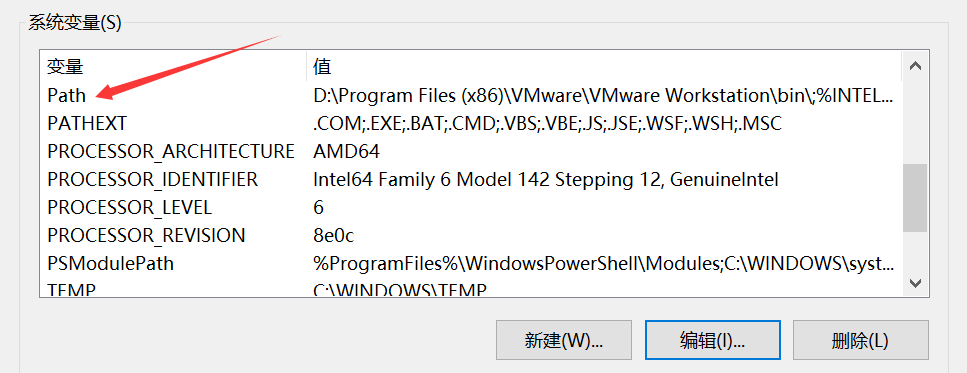 系统变量(S)
变量 值
Path D:\Program Files (x86)\VMware\VMware Workstation\bin\;%INTEL...
PATHEXT .COM;.EXE;.BAT;.CMD;.VBS;.VBE;.JS;.JSE;.WSF;.WSH;.MSC
PROCESSOR_ARCHITECTURE AMD64
PROCESSOR_IDENTIFIER Intel64 Family 6 Model 142 Stepping 12, GenuineIntel
PROCESSOR_LEVEL 6
PROCESSOR_REVISION 8e0c
PSModulePath %ProgramFiles%\WindowsPowerShell\Modules;C:\WINDOWS\syst...
TEMP C:\WINDOWS\TEMP
新建(W)... 编辑(I)... 删除(L)